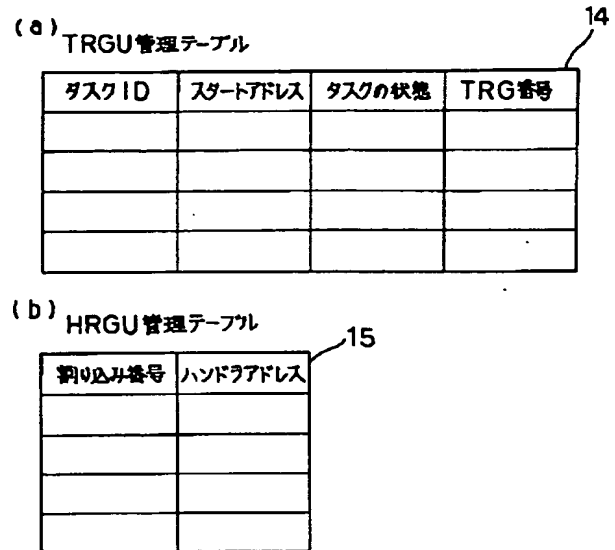 14
(a) TRGU管理テーブル
タスクID スタートアドレス タスクの状態 TRG番号
(b) HRGU管理テーブル
15
割り込み番号 ハンドラアドレス